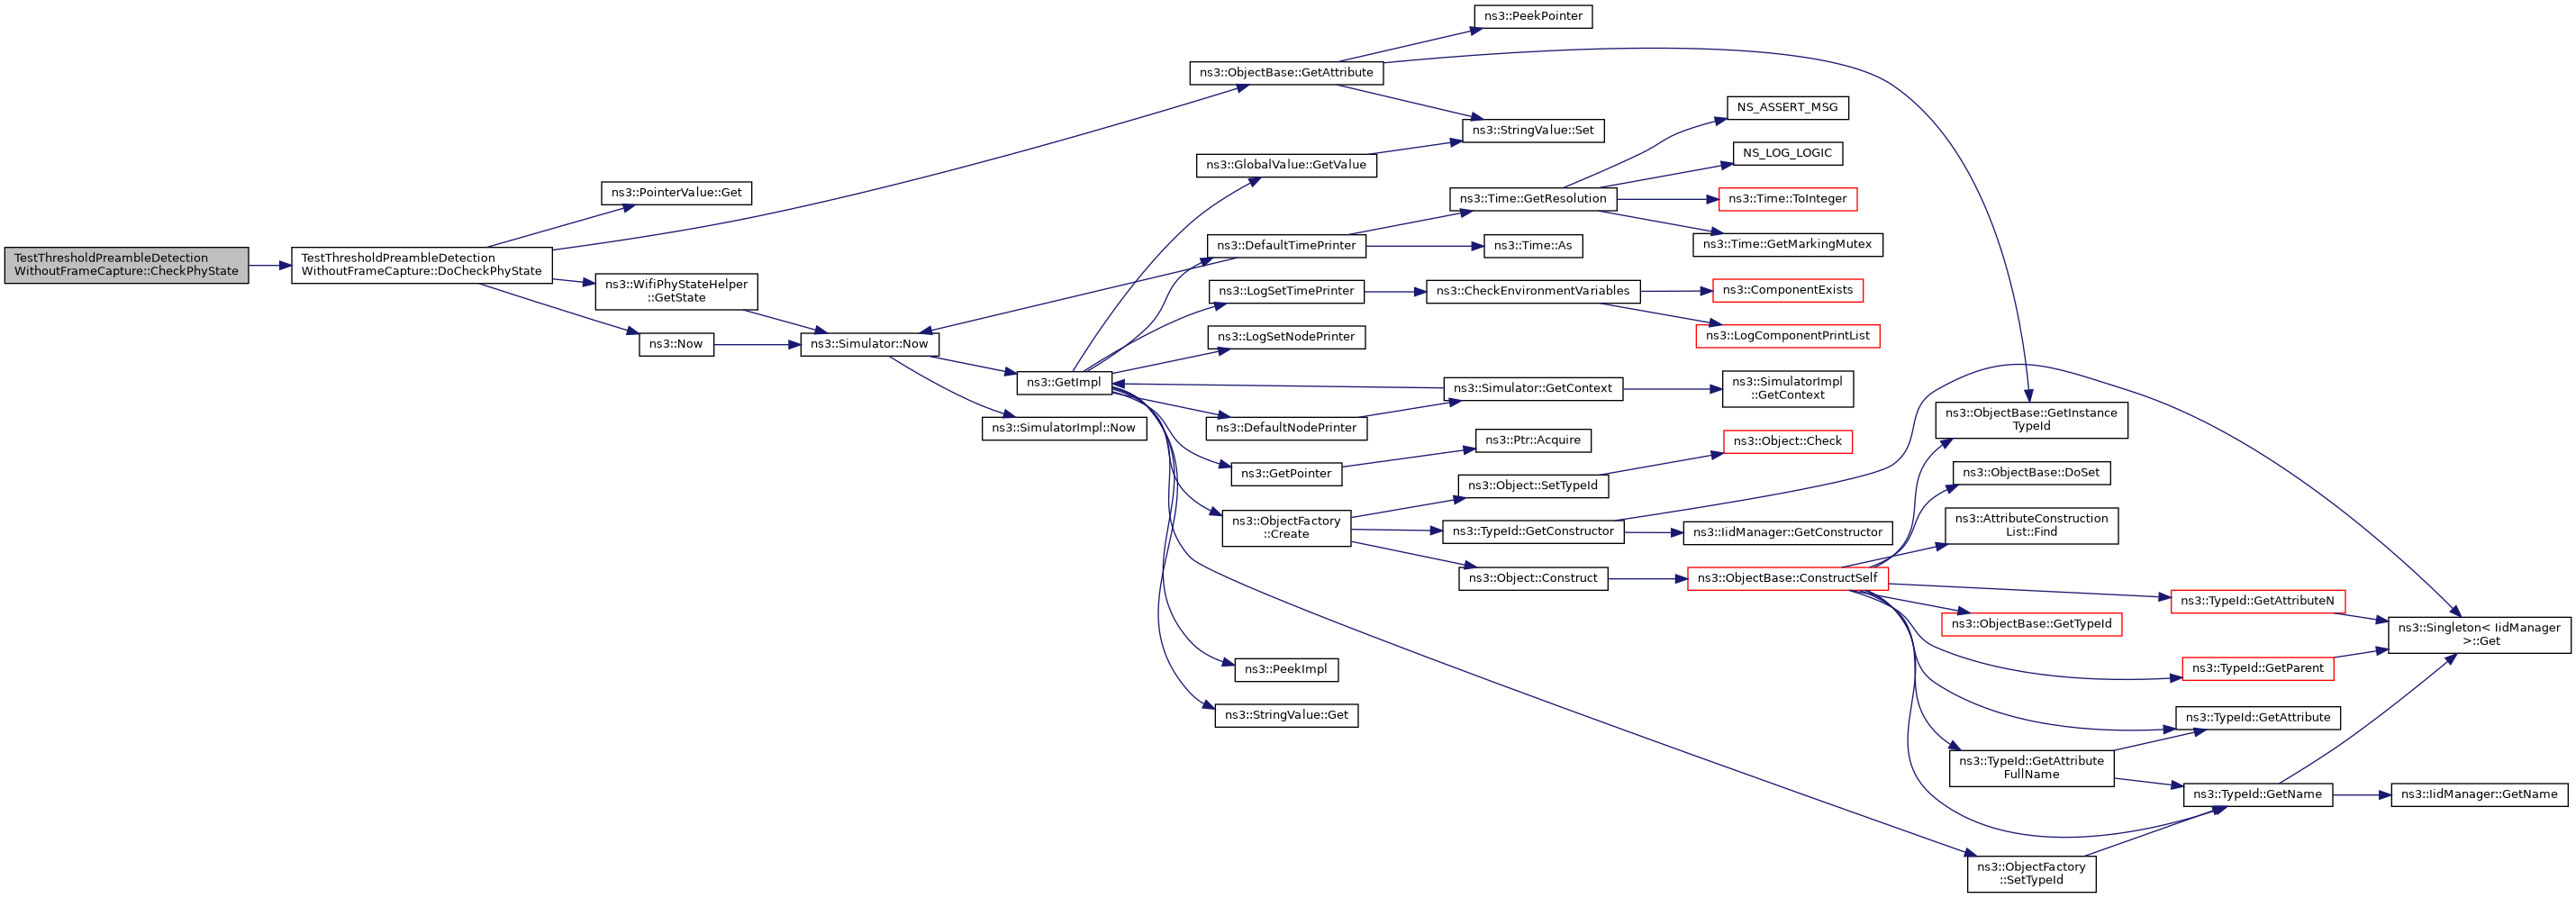 TestThresholdPreambleDetection
WithoutFrameCapture::CheckPhyState
TestThresholdPreambleDetection
WithoutFrameCapture::DoCheckPhyState
ns3::PointerValue::Get
ns3::WifiPhyStateHelper
::GetState
ns3::Now
ns3::Simulator::Now
ns3::GetImpl
ns3::SimulatorImpl::Now
ns3::ObjectBase::GetAttribute
ns3::GlobalValue::GetValue
ns3::DefaultTimePrinter
ns3::LogSetTimePrinter
ns3::LogSetNodePrinter
ns3::DefaultNodePrinter
ns3::GetPointer
ns3::ObjectFactory
::Create
ns3::PeekImpl
ns3::StringValue::Get
ns3::PeekPointer
ns3::StringValue::Set
ns3::Time::GetResolution
ns3::Time::As
ns3::CheckEnvironmentVariables
ns3::Simulator::GetContext
ns3::Ptr::Acquire
ns3::Object::SetTypeId
ns3::TypeId::GetConstructor
ns3::Object::Construct
NS_ASSERT_MSG
NS_LOG_LOGIC
ns3::Time::ToInteger
ns3::Time::GetMarkingMutex
ns3::ComponentExists
ns3::LogComponentPrintList
ns3::SimulatorImpl
::GetContext
ns3::Object::Check
ns3::IidManager::GetConstructor
ns3::ObjectBase::ConstructSelf
ns3::ObjectBase::GetInstance
TypeId
ns3::ObjectBase::DoSet
ns3::AttributeConstruction
List::Find
ns3::ObjectBase::GetTypeId
ns3::TypeId::GetAttribute
FullName
ns3::ObjectFactory
::SetTypeId
ns3::TypeId::GetAttributeN
ns3::TypeId::GetParent
ns3::TypeId::GetAttribute
ns3::TypeId::GetName
ns3::Singleton< IidManager
>::Get
ns3::IidManager::GetName